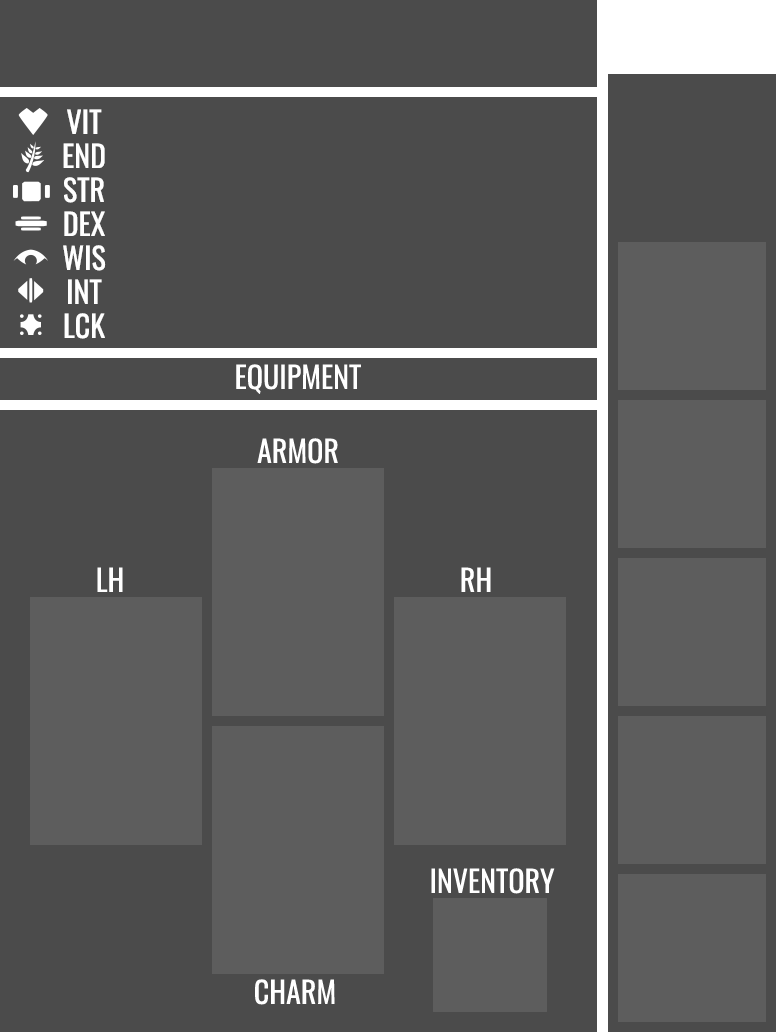 VIT
END
STR
DEX
WIS
INT
LCK
EQUIPMENT
ARMOR
LH
RH
INVENTORY
CHARM